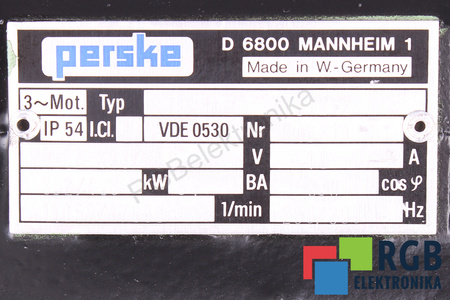 perske D 6800 MANNHEIM 1
Made in W.-Germany
3~Mot. Typ
IP 54 I.Cl. VDE 0530 Nr
V A
kW BA cos φ
1/min Hz
RGBelektronika
RGB
ELEKTRONIKA